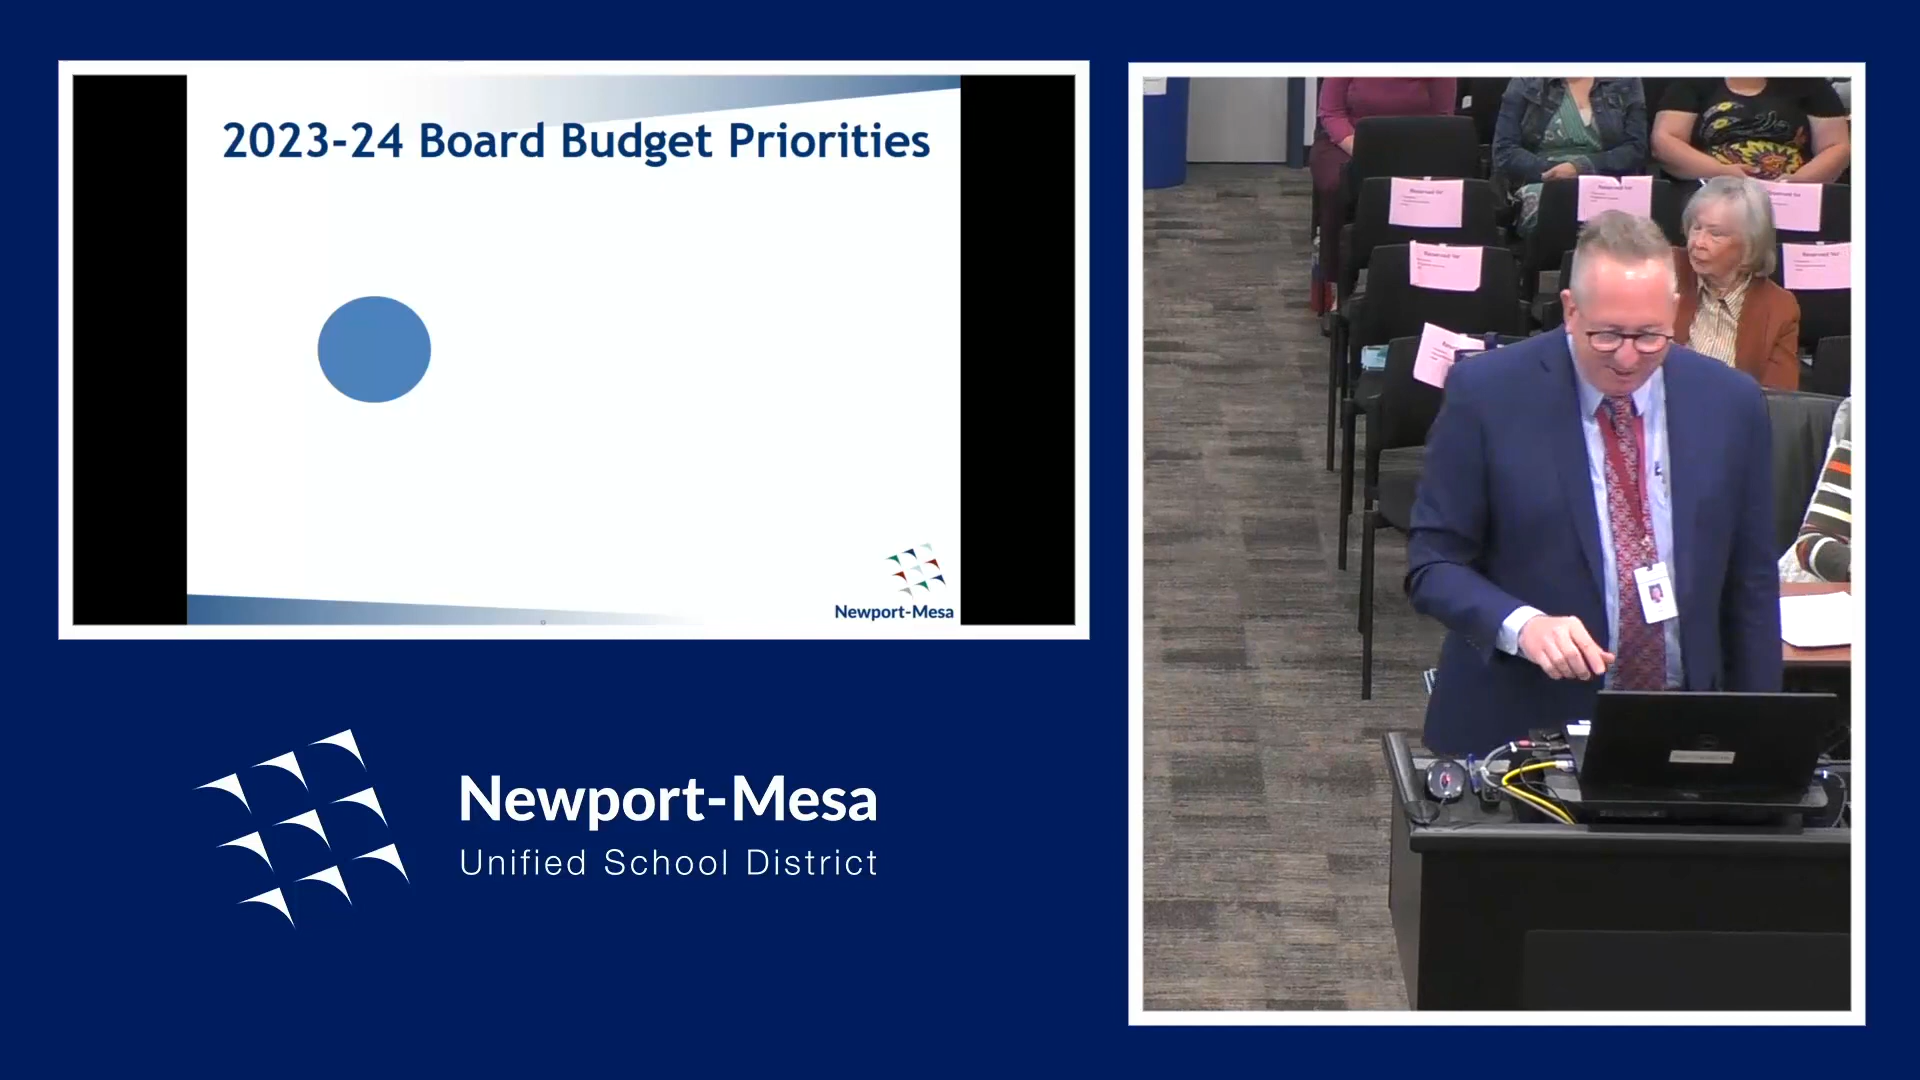 2023-24 Board Budget Priorities
Newport-Mesa
Newport-Mesa
Unified School District